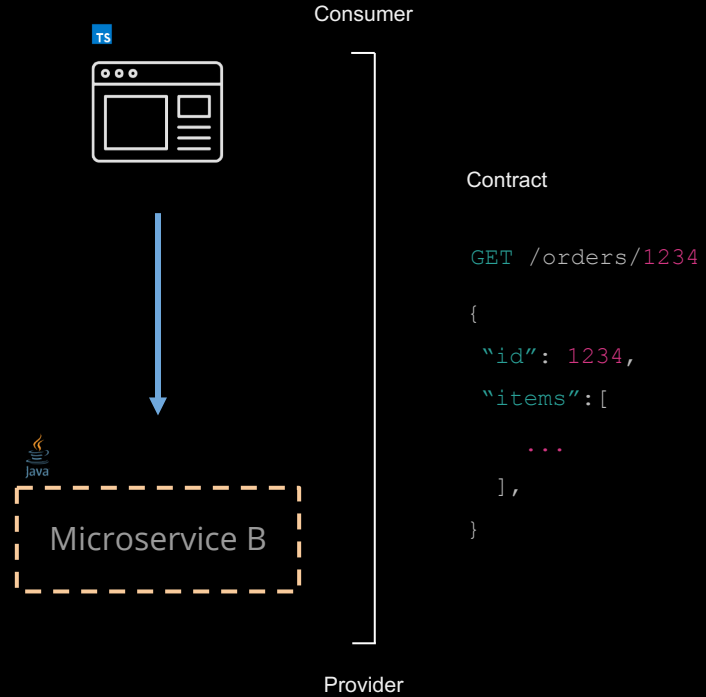 Consumer
TS
Contract
GET /orders/1234
{
“id”: 1234,
“items”:[
...
],
}
Java
Microservice B
Provider